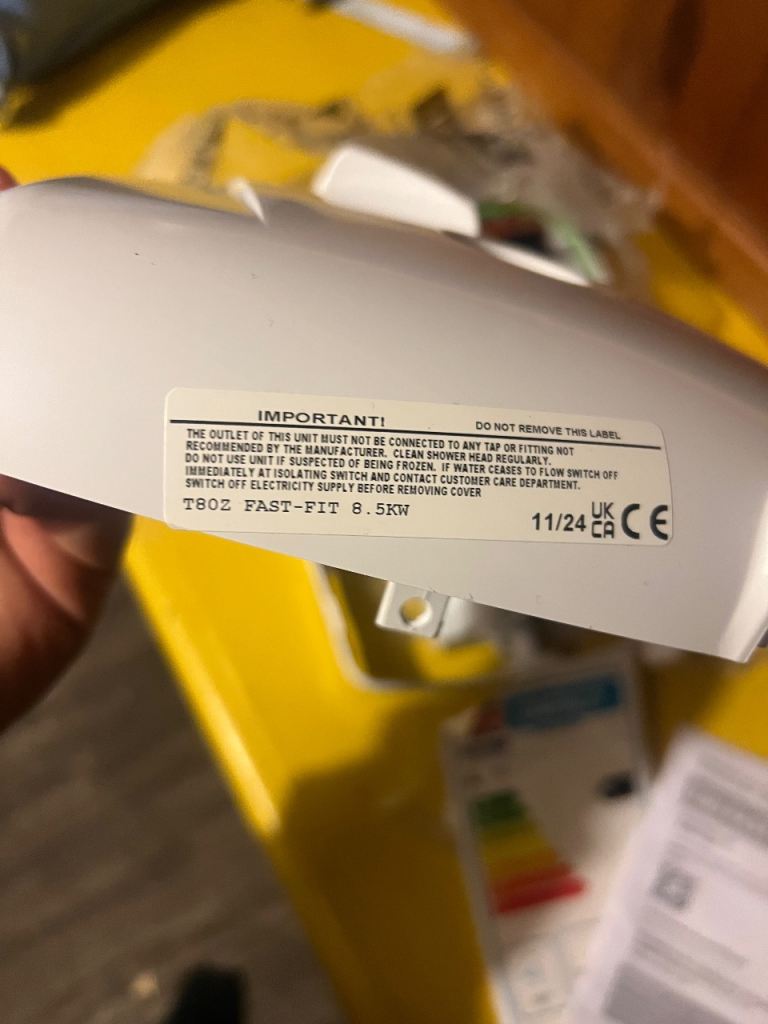 IMPORTANT!
DO NOT REMOVE THIS LABEL
THE OUTLET OF THIS UNIT MUST NOT BE CONNECTED TO ANY TAP OR FITTING NOT
RECOMMENDED BY THE MANUFACTURER. CLEAN SHOWER HEAD REGULARLY.
DO NOT USE UNIT IF SUSPECTED OF BEING FROZEN. IF WATER CEASES TO FLOW SWITCH OFF
IMMEDIATELY AT ISOLATING SWITCH AND CONTACT CUSTOMER CARE DEPARTMENT.
SWITCH OFF ELECTRICITY SUPPLY BEFORE REMOVING COVER
T80Z FAST-FIT 8.5KW
11/24 UK CA CE